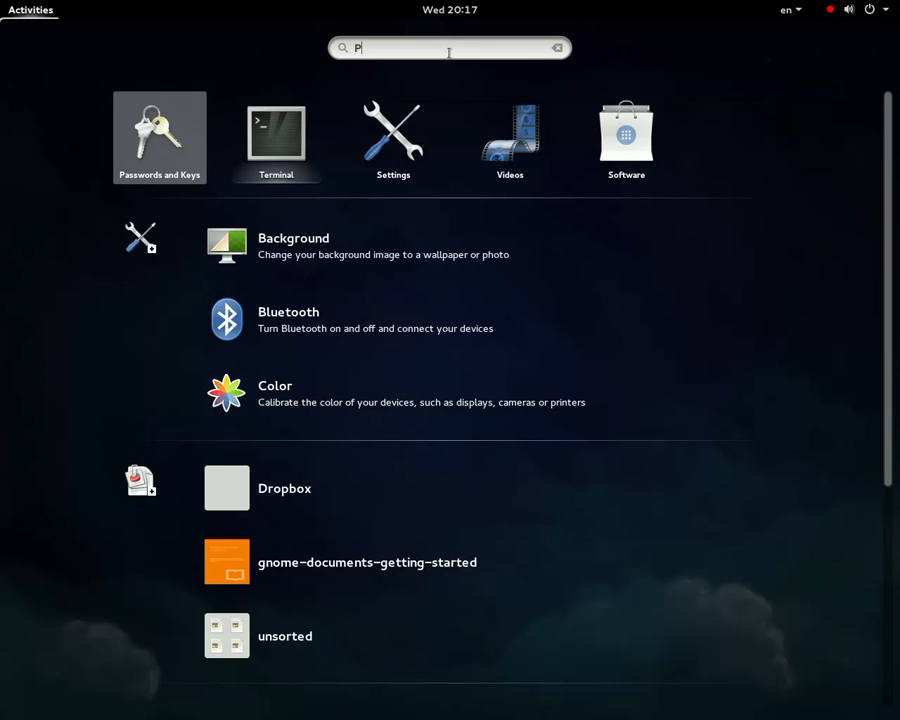 Activities
Wed 20:17
en
P
Passwords and Keys
Terminal
Settings
Videos
Software
Background
Change your background image to a wallpaper or photo
Bluetooth
Turn Bluetooth on and off and connect your devices
Color
Calibrate the color of your devices, such as displays, cameras or printers
Dropbox
gnome-documents-getting-started
unsorted